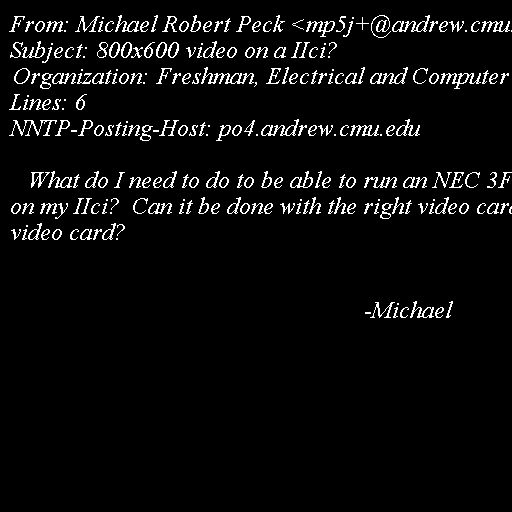 From: Michael Robert Peck <mp5j+@andrew.cmu.
Subject: 800x600 video on a IIci?
Organization: Freshman, Electrical and Computer
Lines: 6
NNTP-Posting-Host: po4.andrew.cmu.edu
What do I need to do to be able to run an NEC 3F
on my IIci?  Can it be done with the right video card
video card?
-Michael